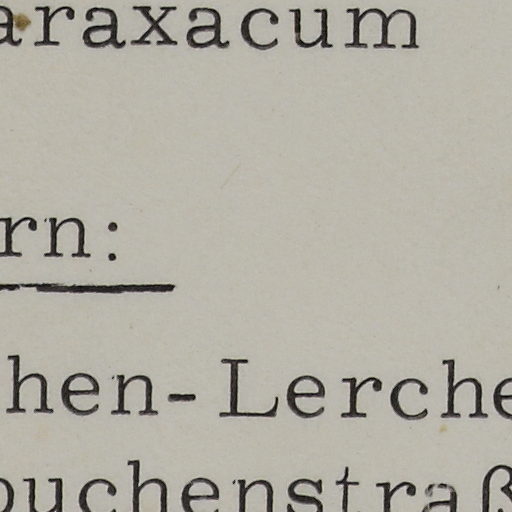 araxacum
rn:
hen-Lerche
buchenstraß